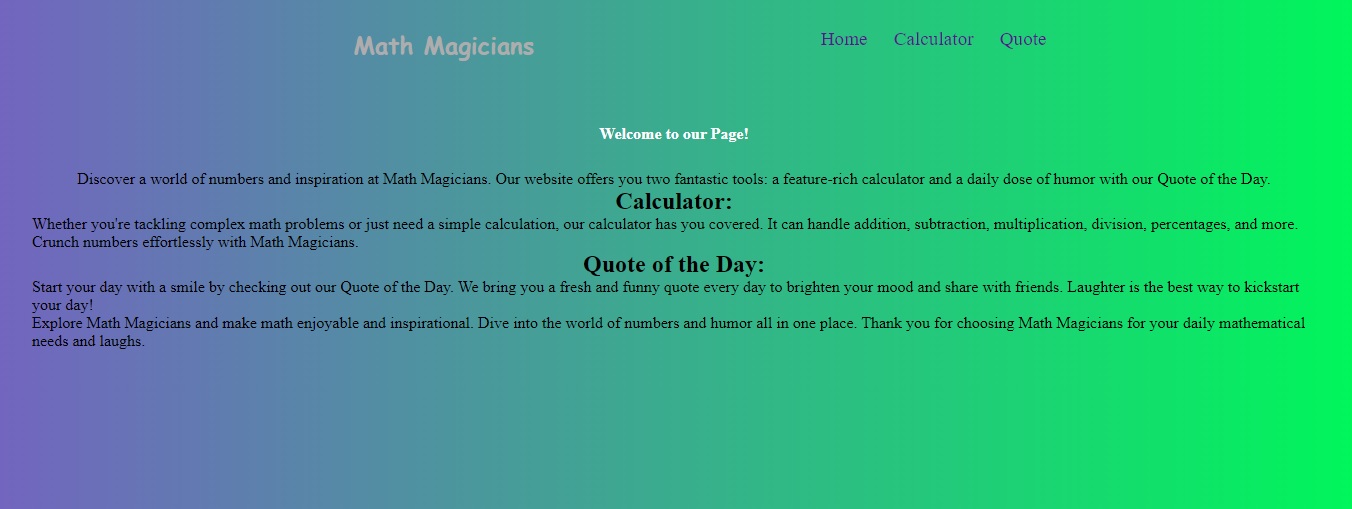 Math Magicians
Home Calculator Quote
Welcome to our Page!
Discover a world of numbers and inspiration at Math Magicians. Our website offers you two fantastic tools: a feature-rich calculator and a daily dose of humor with our Quote of the Day.
Calculator:
Whether you're tackling complex math problems or just need a simple calculation, our calculator has you covered. It can handle addition, subtraction, multiplication, division, percentages, and more.
Crunch numbers effortlessly with Math Magicians.
Quote of the Day:
Start your day with a smile by checking out our Quote of the Day. We bring you a fresh and funny quote every day to brighten your mood and share with friends. Laughter is the best way to kickstart
your day!
Explore Math Magicians and make math enjoyable and inspirational. Dive into the world of numbers and humor all in one place. Thank you for choosing Math Magicians for your daily mathematical
needs and laughs.